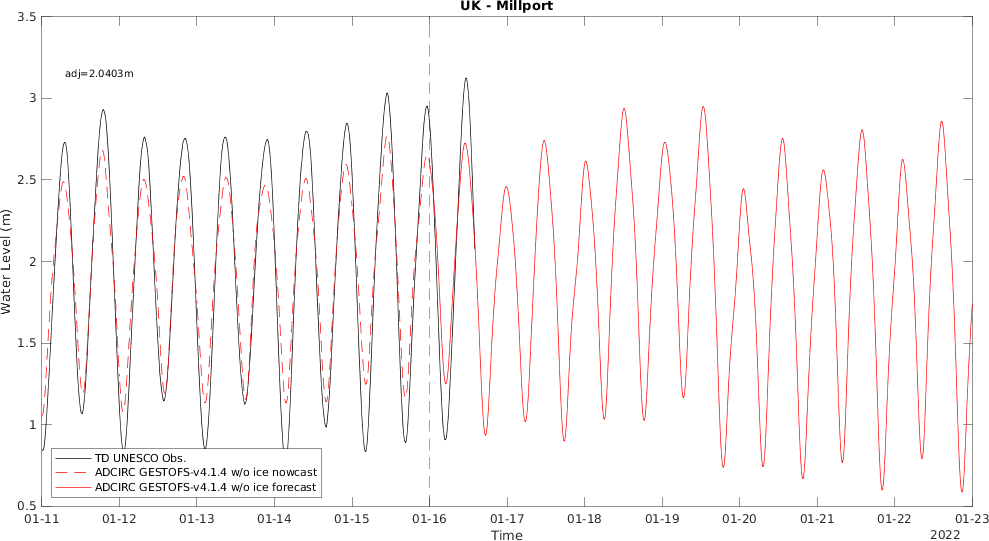 UK - Millport
3.5
3
2.5
2
1.5
1
0.5
Water Level (m)
adj=2.0403m
TD UNESCO Obs.
ADCIRC GESTOFS-v4.1.4 w/o ice nowcast
ADCIRC GESTOFS-v4.1.4 w/o ice forecast
01-11 01-12 01-13 01-14 01-15 01-16 01-17 01-18 01-19 01-20 01-21 01-22 01-23
Time
2022